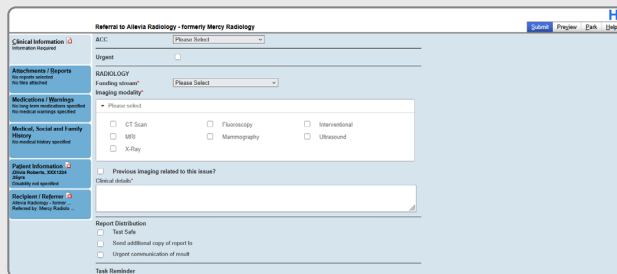 H
Referral to Allevia Radiology - formerly Mercy Radiology
Submit Preview Park Help
Clinical Information
Information Required
Attachments / Reports
No reports selected
No files attached
Medications / Warnings
No long term medications specified
No medical warnings specified
Medical, Social and Family
History
No medical history specified
Patient Information
Olivia Roberts, XXX1234
35yrs
Disability not specified
Recipient / Referrer
Allevia Radiology - former...
Referred by: Mercy Radiolo ...
ACC Please Select
Urgent
RADIOLOGY
Funding stream* Please Select
Imaging modality*
Please select
CT Scan Fluoroscopy Interventional
MRI Mammography Ultrasound
X-Ray
Previous imaging related to this issue?
Clinical details*
Report Distribution
Test Safe
Send additional copy of report to
Urgent communication of result
Task Reminder